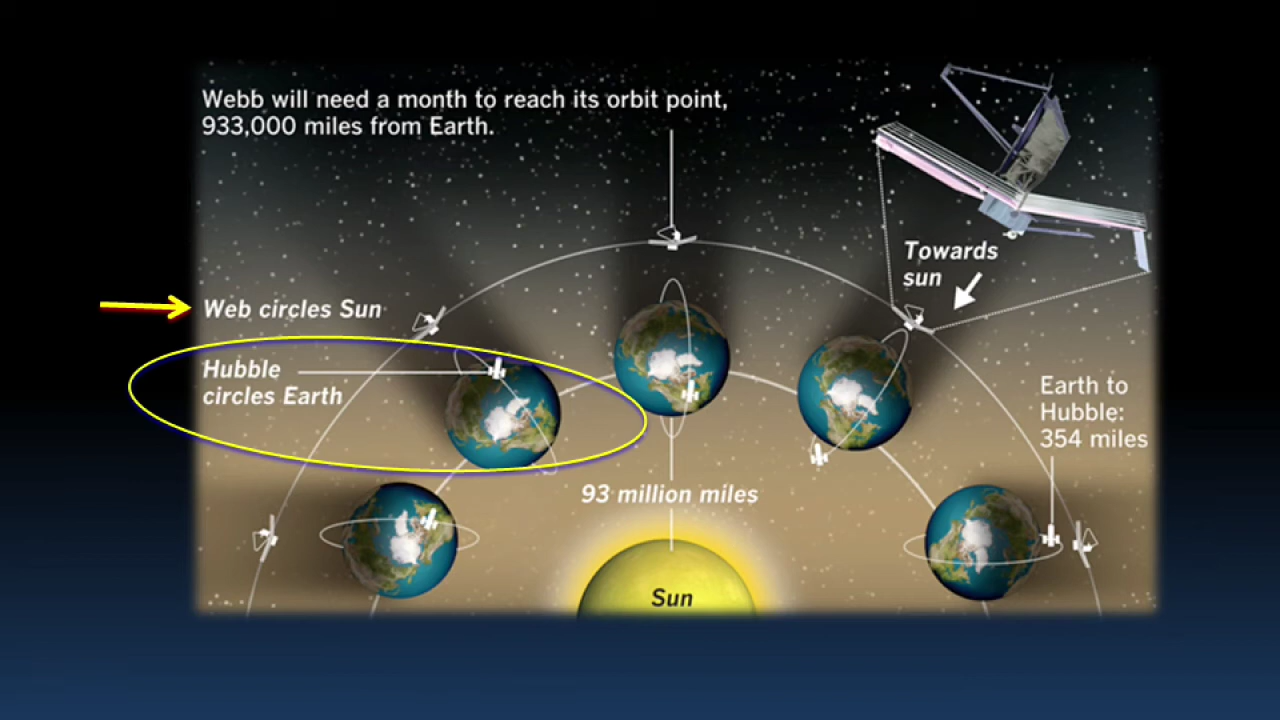 Webb will need a month to reach its orbit point,
933,000 miles from Earth.
Towards
sun
Web circles Sun
Hubble
circles Earth
Earth to
Hubble:
354 miles
93 million miles
Sun